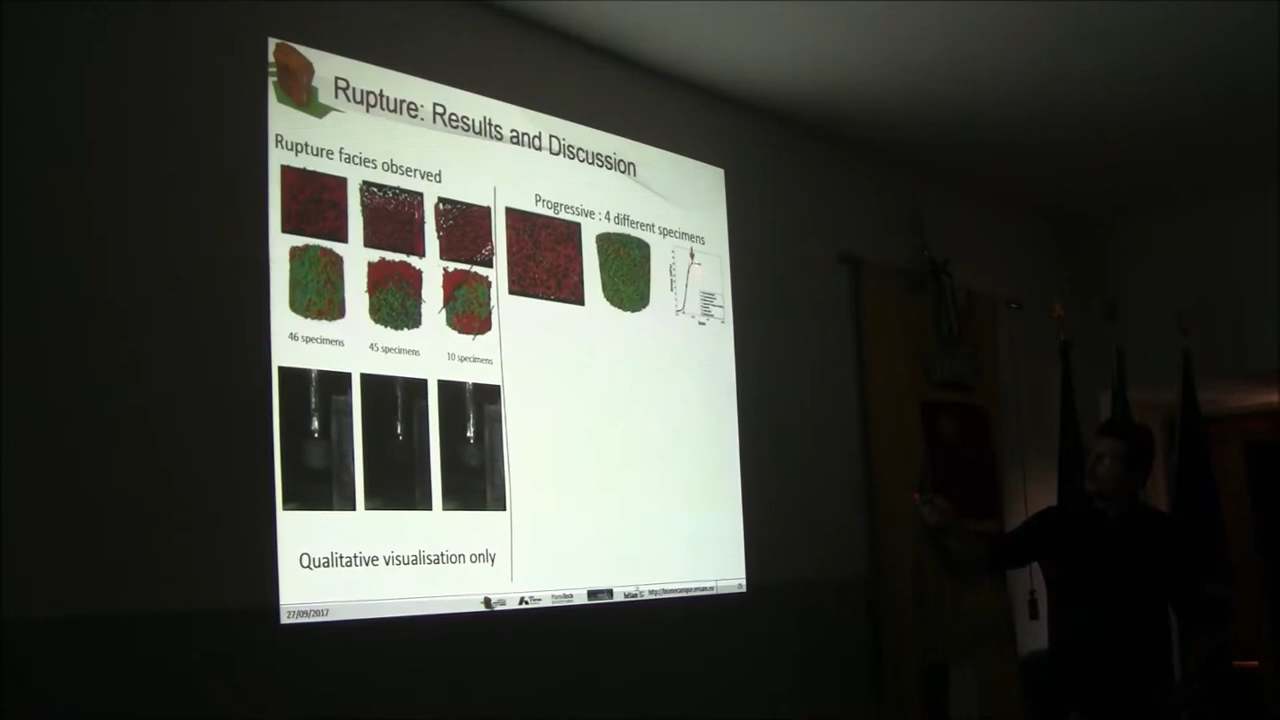 Rupture: Results and Discussion
Rupture facies observed
Progressive : 4 different specimens
46 specimens
45 specimens
10 specimens
Qualitative visualisation only
27/09/2017